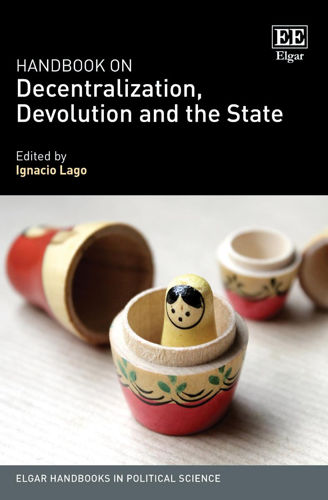 EE
Elgar
HANDBOOK ON
Decentralization,
Devolution and the State
Edited by
Ignacio Lago
ELGAR HANDBOOKS IN POLITICAL SCIENCE